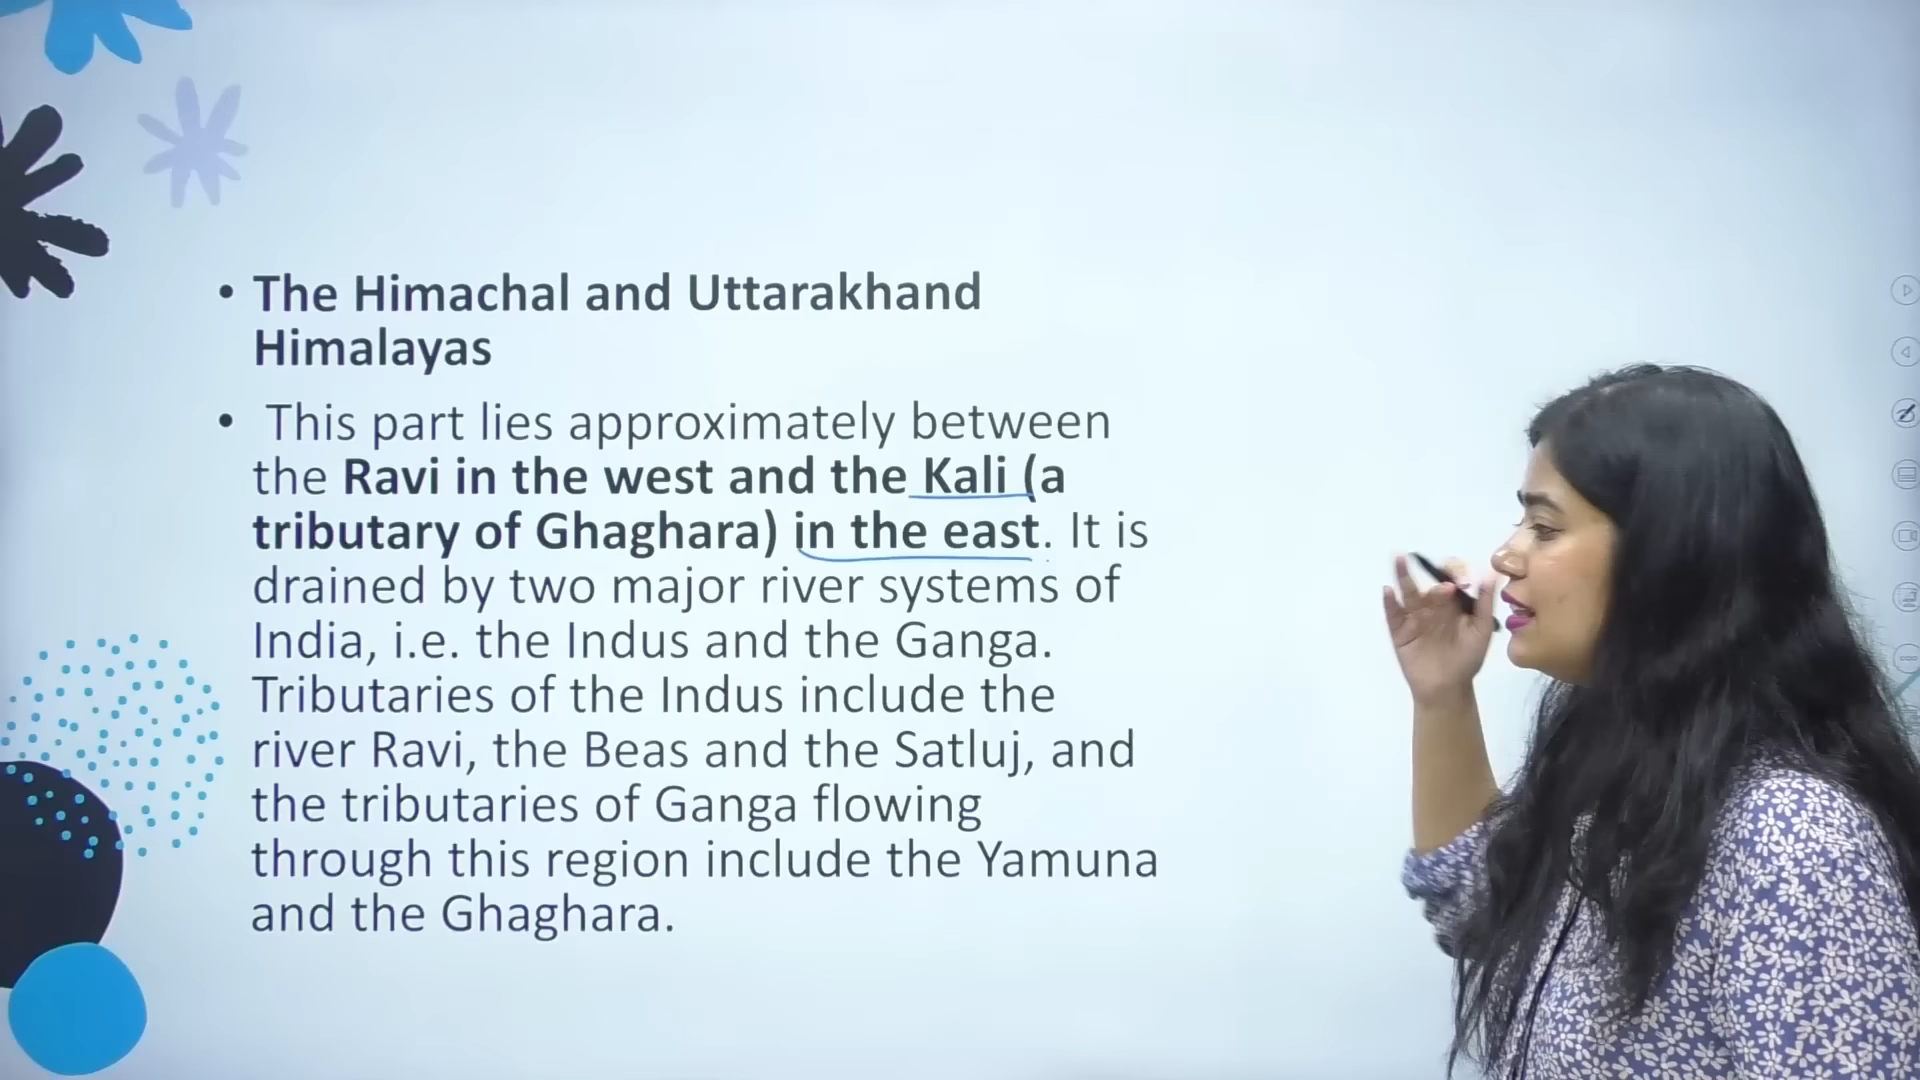 • The Himachal and Uttarakhand
Himalayas
• This part lies approximately between
the Ravi in the west and the Kali (a
tributary of Ghaghara) in the east. It is
drained by two major river systems of
India, i.e. the Indus and the Ganga.
Tributaries of the Indus include the
river Ravi, the Beas and the Satluj, and
the tributaries of Ganga flowing
through this region include the Yamuna
and the Ghaghara.